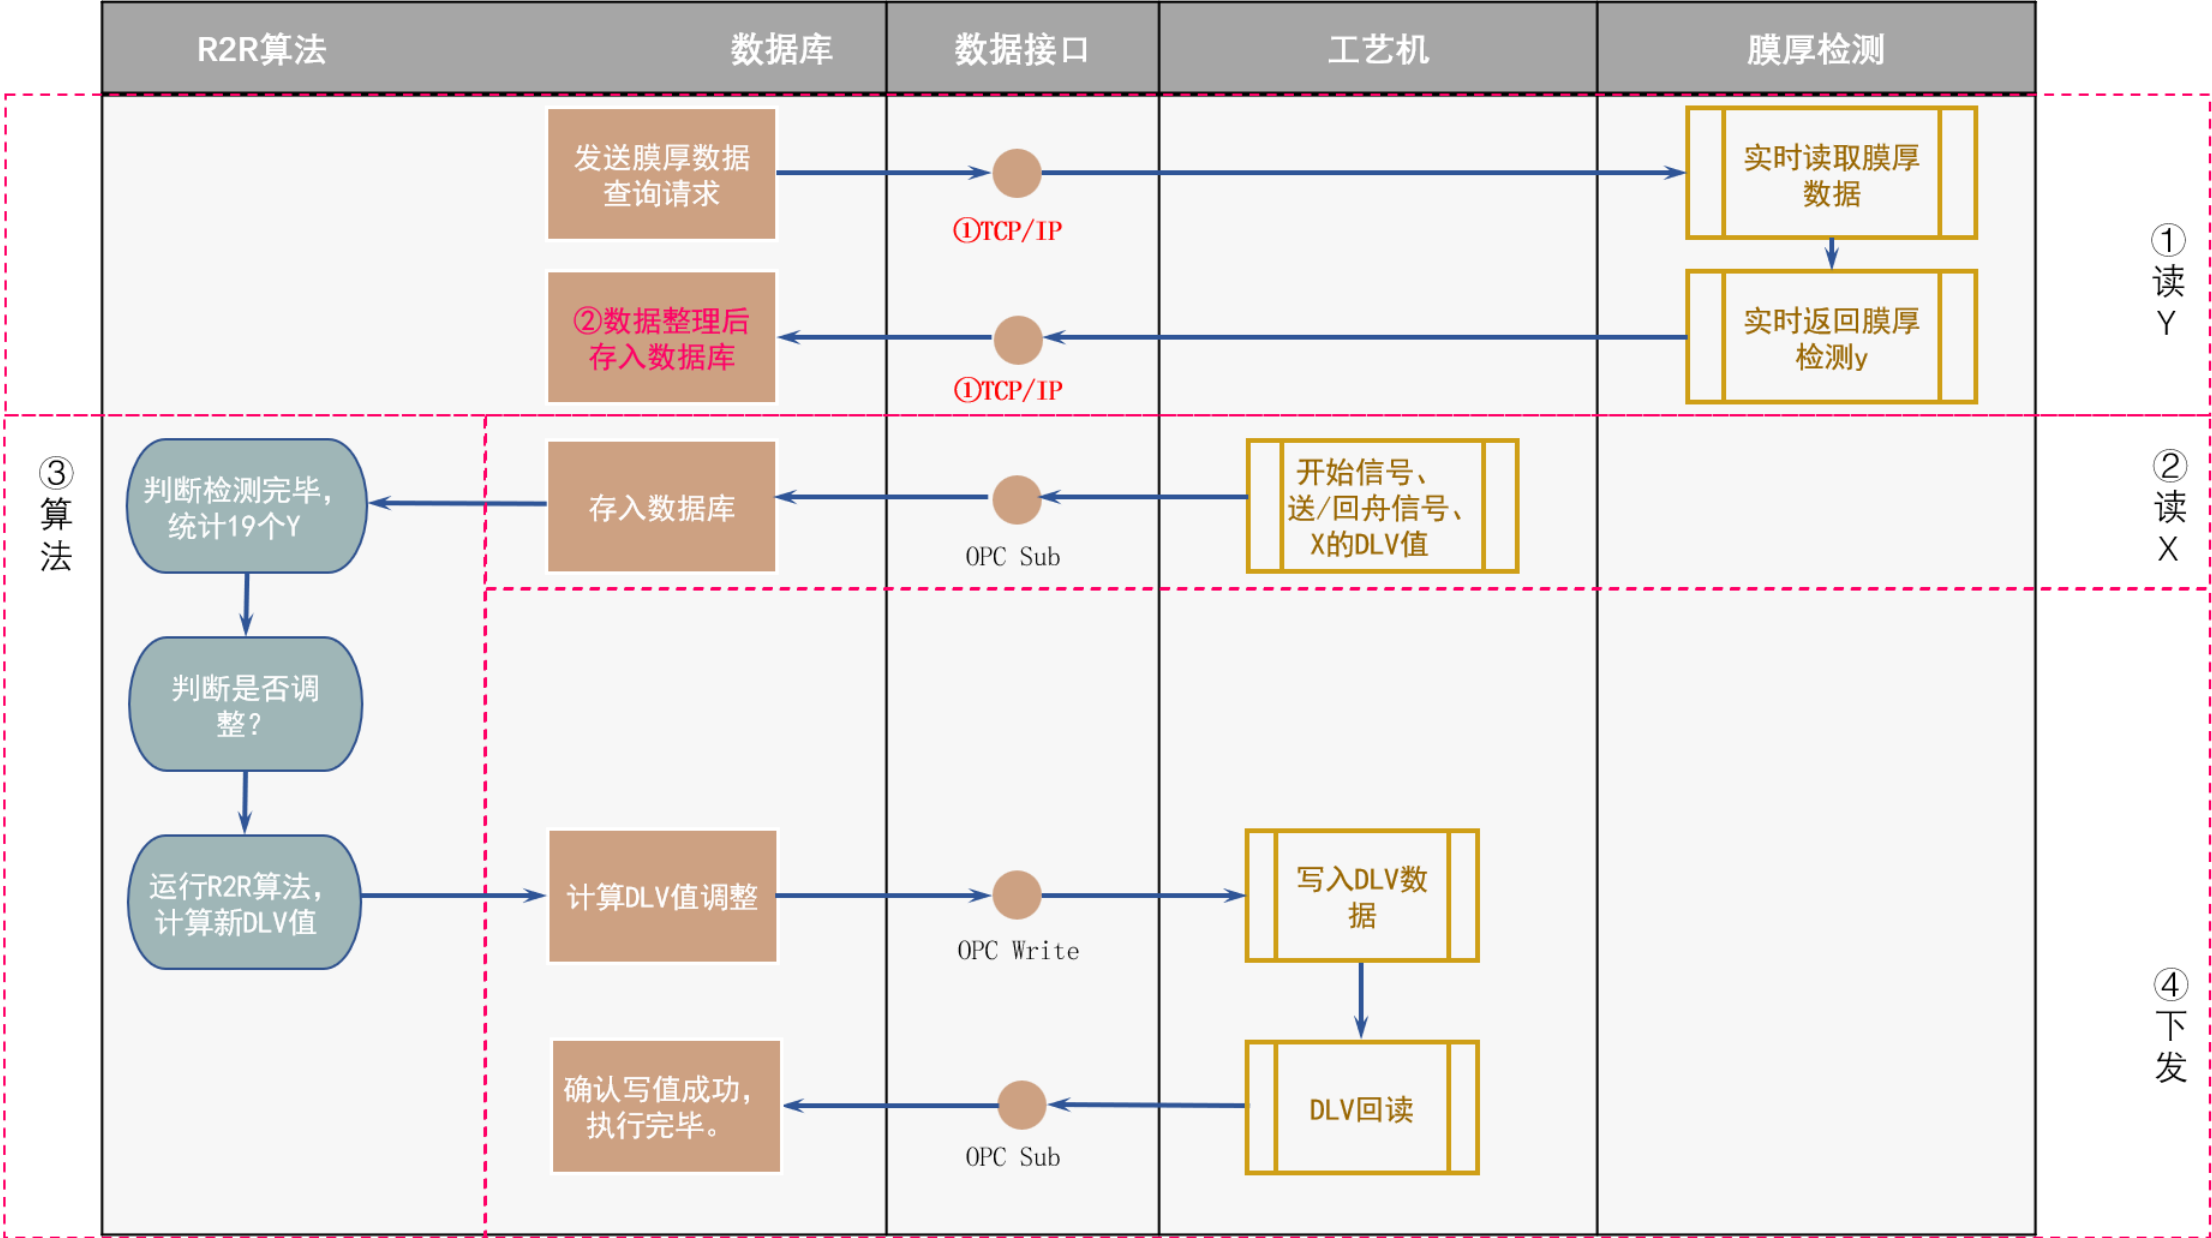 R2R算法
数据库
数据接口
工艺机
膜厚检测
发送膜厚数据
查询请求
①TCP/IP
实时读取膜厚
数据
①
读
Y
②数据整理后
存入数据库
①TCP/IP
实时返回膜厚
检测y
③
算
法
判断检测完毕,
统计19个Y
存入数据库
OPC Sub
开始信号、
送/回舟信号、
X的DLV值
②
读
X
判断是否调
整?
运行R2R算法,
计算新DLV值
计算DLV值调整
OPC Write
写入DLV数
据
④
下
发
确认写值成功,
执行完毕。
OPC Sub
DLV回读